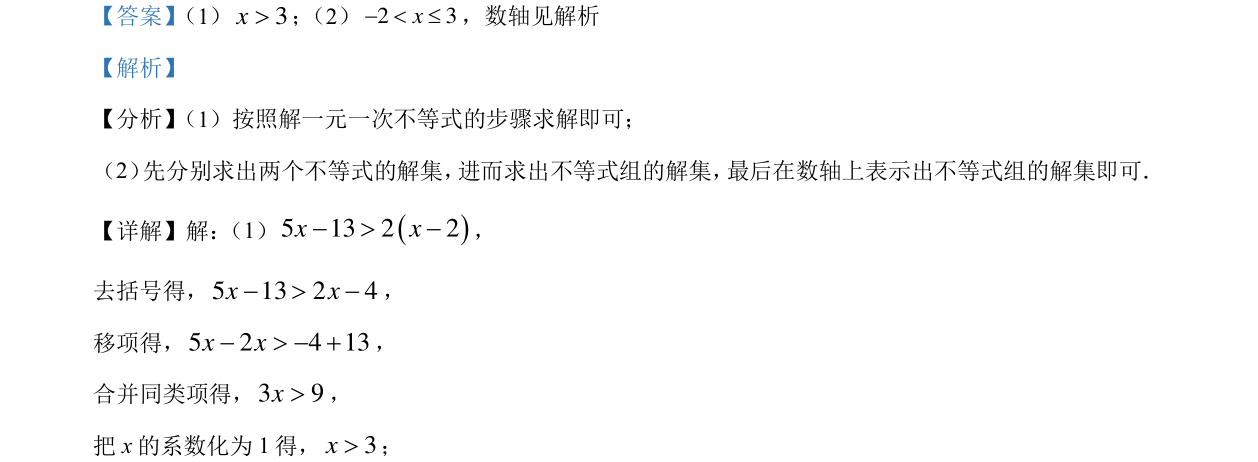 【答案】（1）x＞3；（2）－2＜x≤3，数轴见解析
【解析】
【分析】（1）按照解一元一次不等式的步骤求解即可；
（2）先分别求出两个不等式的解集，进而求出不等式组的解集，最后在数轴上表示出不等式组的解集即可．
【详解】解：（1）5x－13＞2(x－2)，
去括号得，5x－13＞2x－4，
移项得，5x－2x＞－4＋13，
合并同类项得，3x＞9，
把 x 的系数化为 1 得，x＞3；